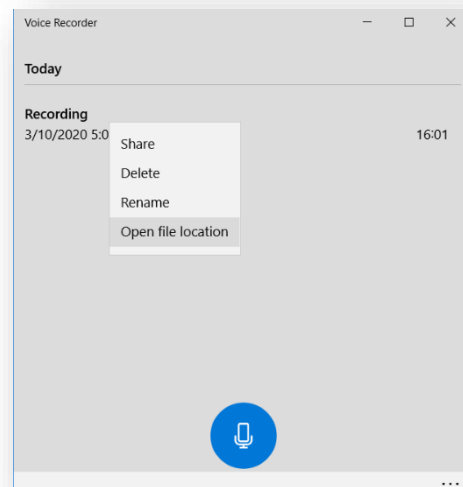 Voice Recorder
Today
Recording
3/10/2020 5:0 16:01
Share
Delete
Rename
Open file location